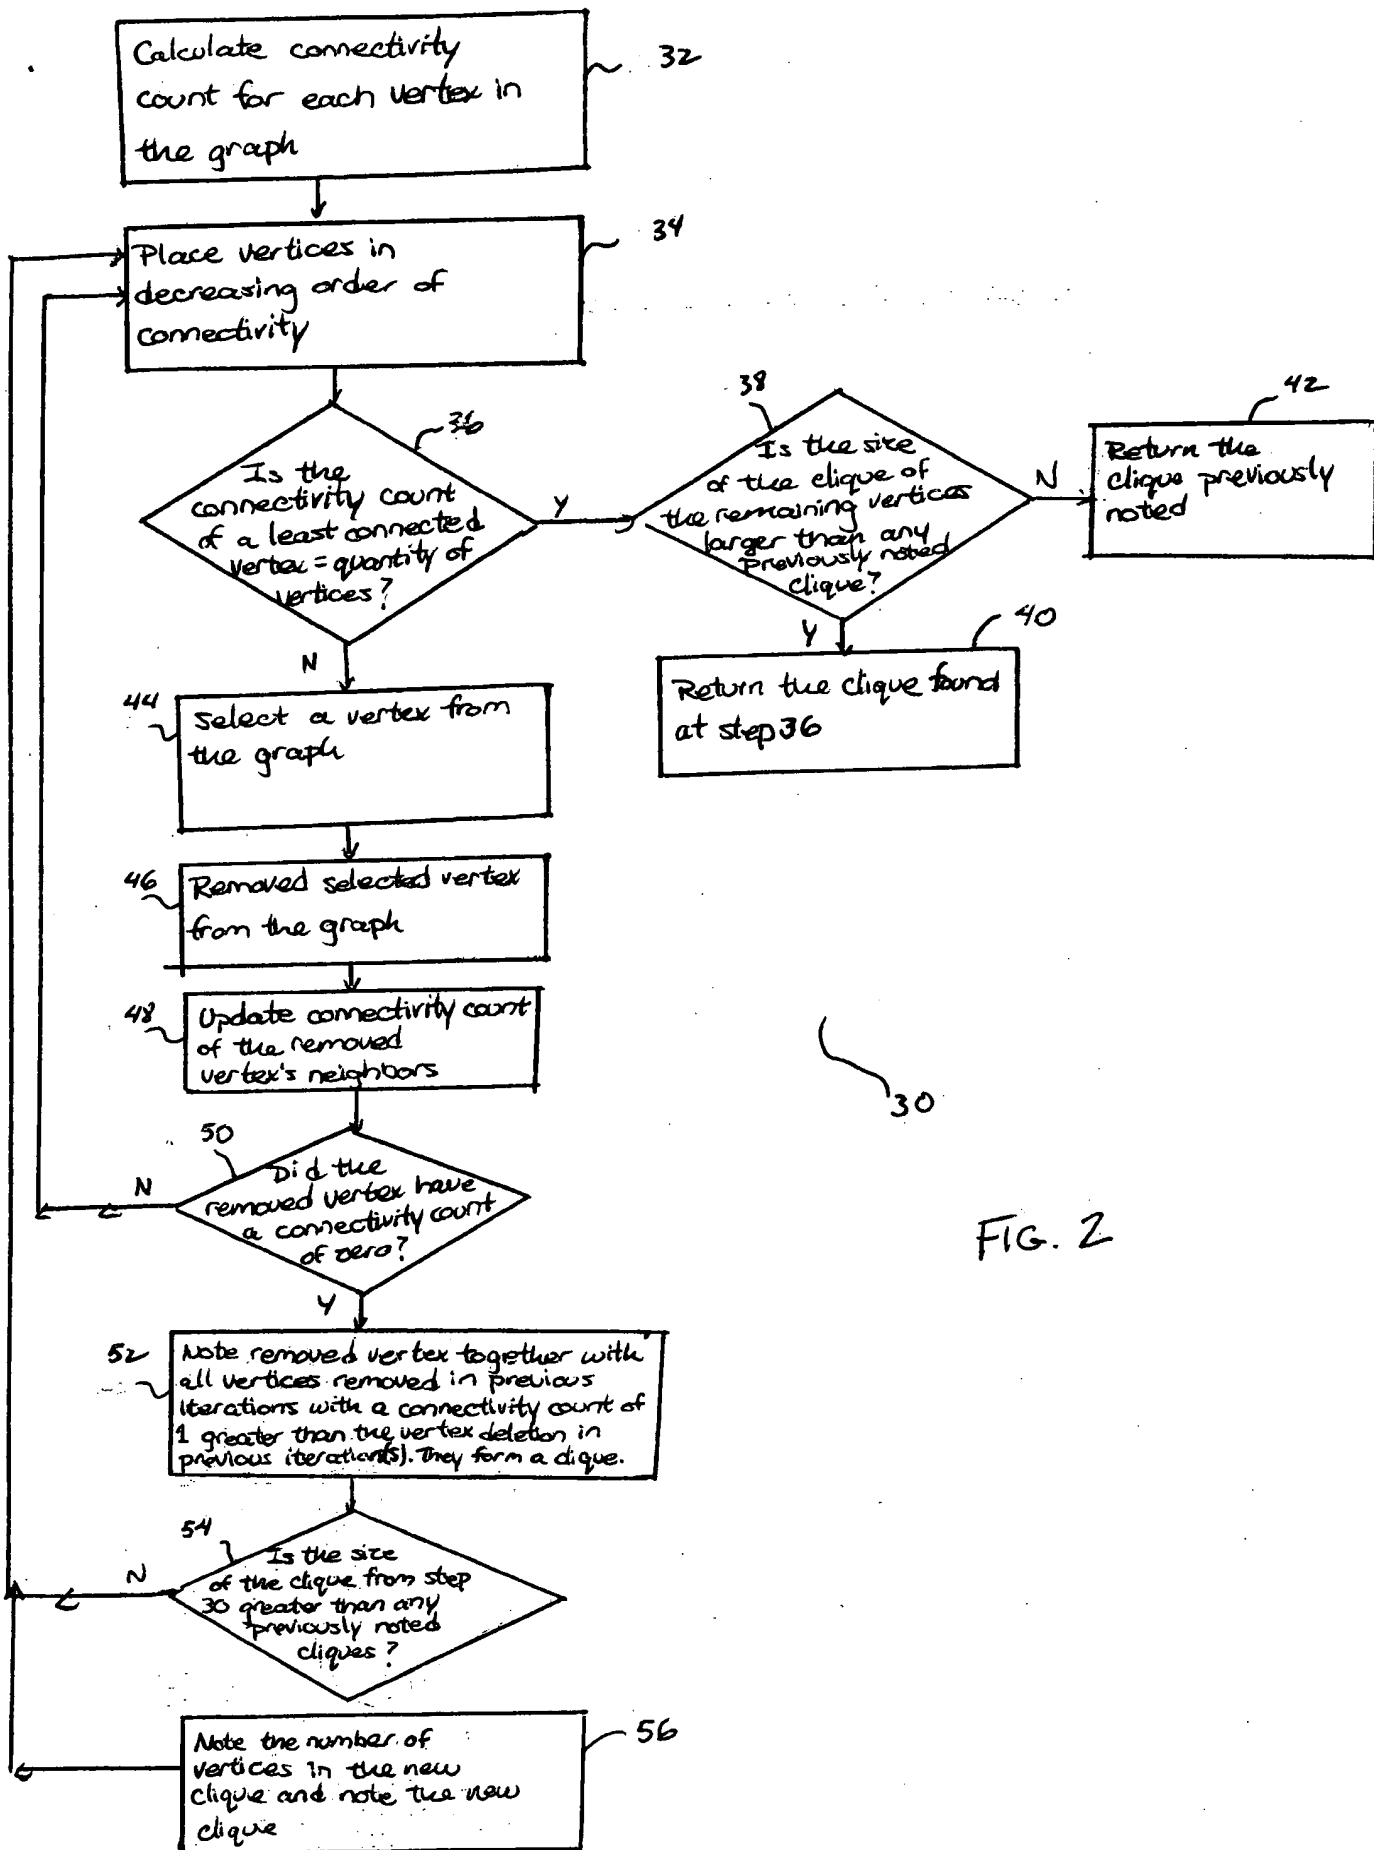 Calculate connectivity
count for each vertex in
the graph
32
Place vertices in
decreasing order of
connectivity
34
36
Is the
connectivity count
of a least connected
vertex = quantity of
vertices?
Y
N
38
Is the size
of the clique of
the remaining vertices
larger than any
previously noted
clique?
N
Y
42
Return the
clique previously
noted
40
Return the clique found
at step 36
44
Select a vertex from
the graph
46
Removed selected vertex
from the graph
48
Update connectivity count
of the removed
vertex's neighbors
30
50
Did the
removed vertex have
a connectivity count
of zero?
N
Y
FIG. 2
52
Note removed vertex together with
all vertices removed in previous
iterations with a connectivity count of
1 greater than the vertex deletion in
previous iteration(s). They form a clique.
54
Is the size
of the clique from step
30 greater than any
previously noted
cliques?
N
56
Note the number of
vertices in the new
clique and note the new
clique